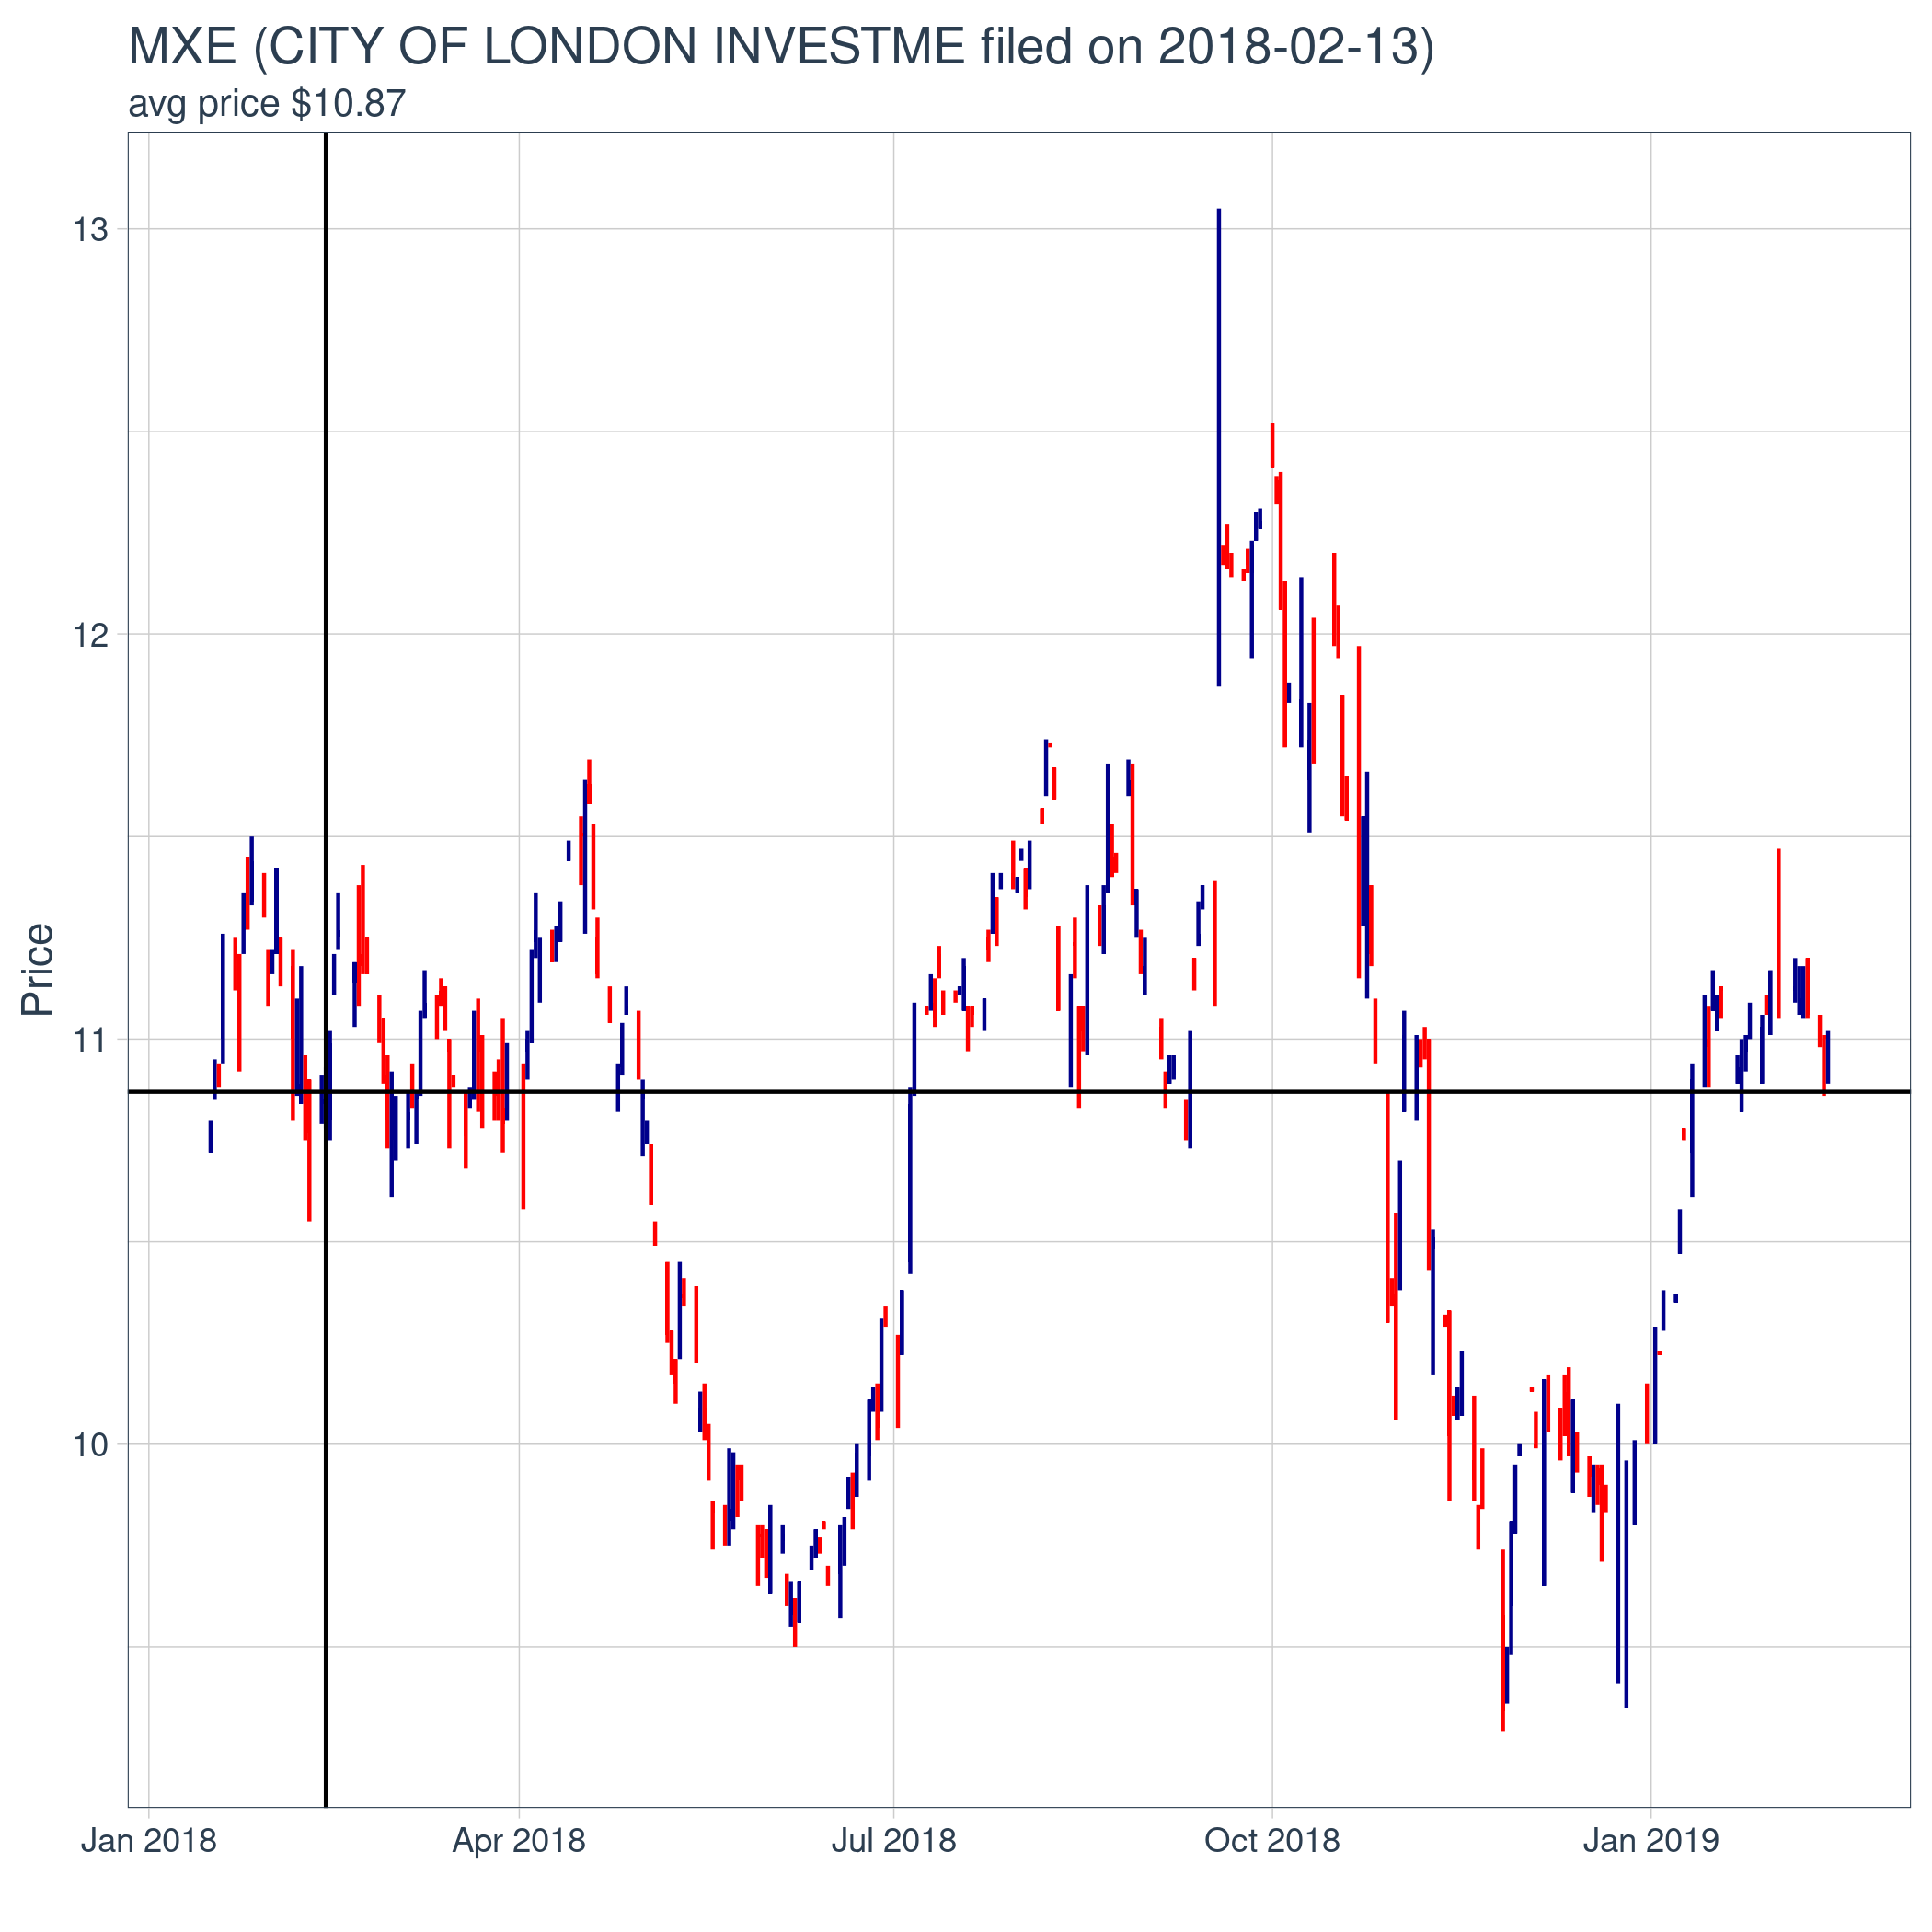 MXE (CITY OF LONDON INVESTME filed on 2018-02-13)
avg price $10.87
13
12
11
10
Price
Jan 2018 Apr 2018 Jul 2018 Oct 2018 Jan 2019